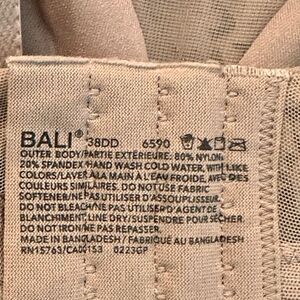 BALI® 38DD 6590
OUTER BODY/PARTIE EXTÉRIEURE: 80% NYLON,
20% SPANDEX HAND WASH COLD WATER, WITH LIKE
COLORS/LAVER À LA MAIN À L'EAU FROIDE, AVEC DES
COULEURS SIMILAIRES. DO NOT USE FABRIC
SOFTENER/NE PAS UTILISER D'ASSOUPLISSEUR.
DO NOT BLEACH/NE PAS UTILISER D'AGENT DE
BLANCHIMENT. LINE DRY/SUSPENDRE POUR SÉCHER.
DO NOT IRON/NE PAS REPASSER.
MADE IN BANGLADESH / FABRIQUÉ AU BANGLADESH
RN15763/CA00153 0223GP